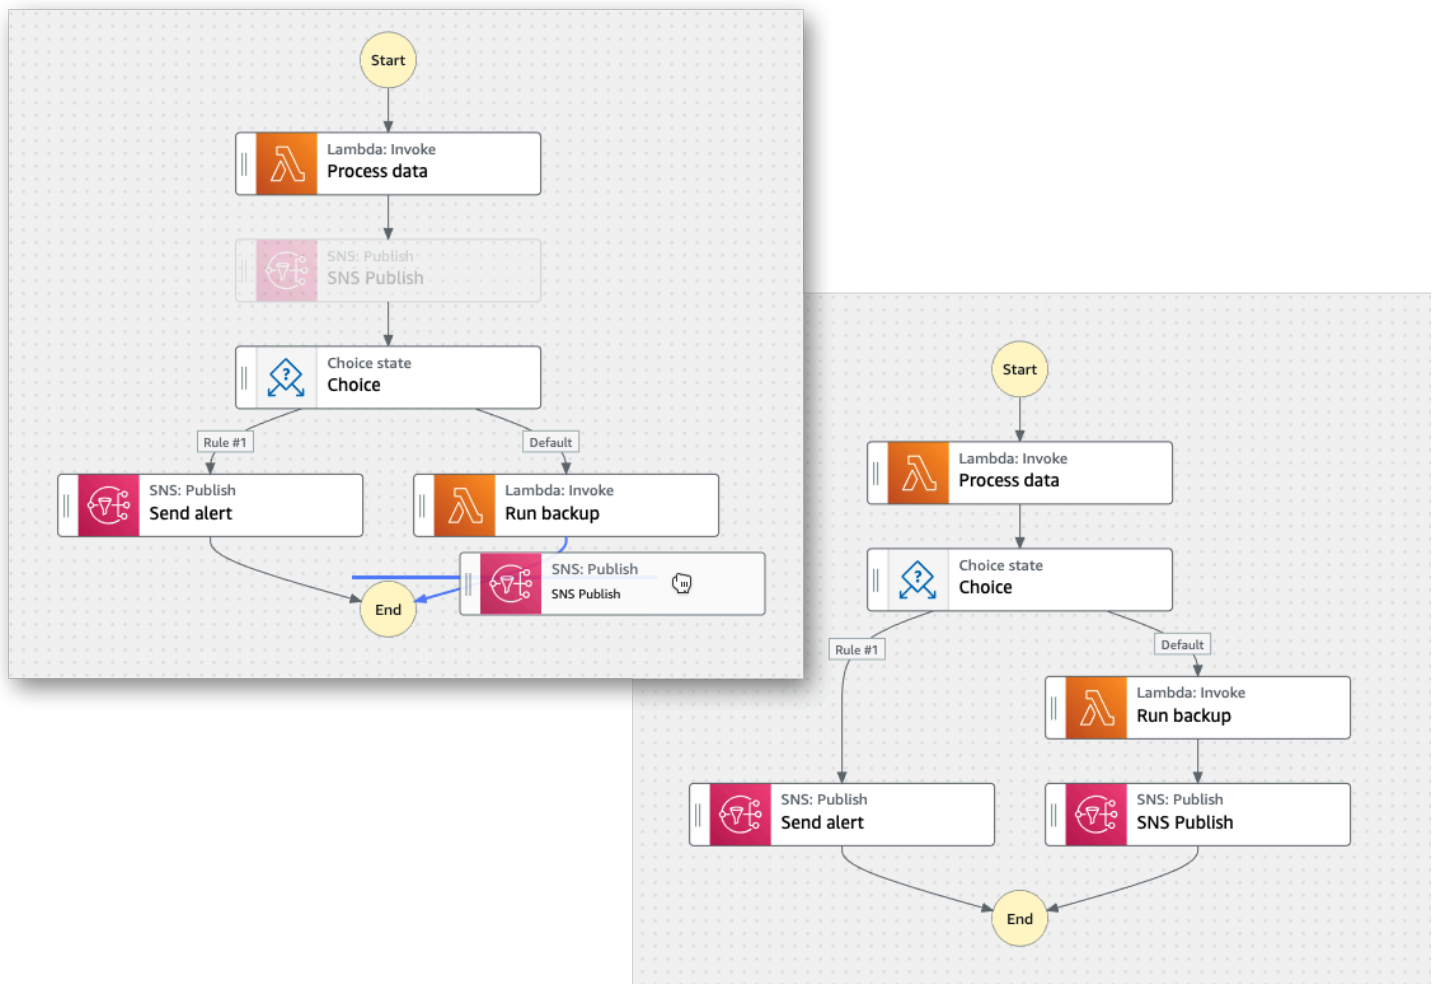 Start
Lambda: Invoke
Process data
SNS: Publish
SNS Publish
Choice state
Choice
Rule #1
Default
SNS: Publish
Send alert
Lambda: Invoke
Run backup
SNS: Publish
SNS Publish
End
Start
Lambda: Invoke
Process data
Choice state
Choice
Rule #1
Default
Lambda: Invoke
Run backup
SNS: Publish
Send alert
SNS: Publish
SNS Publish
End